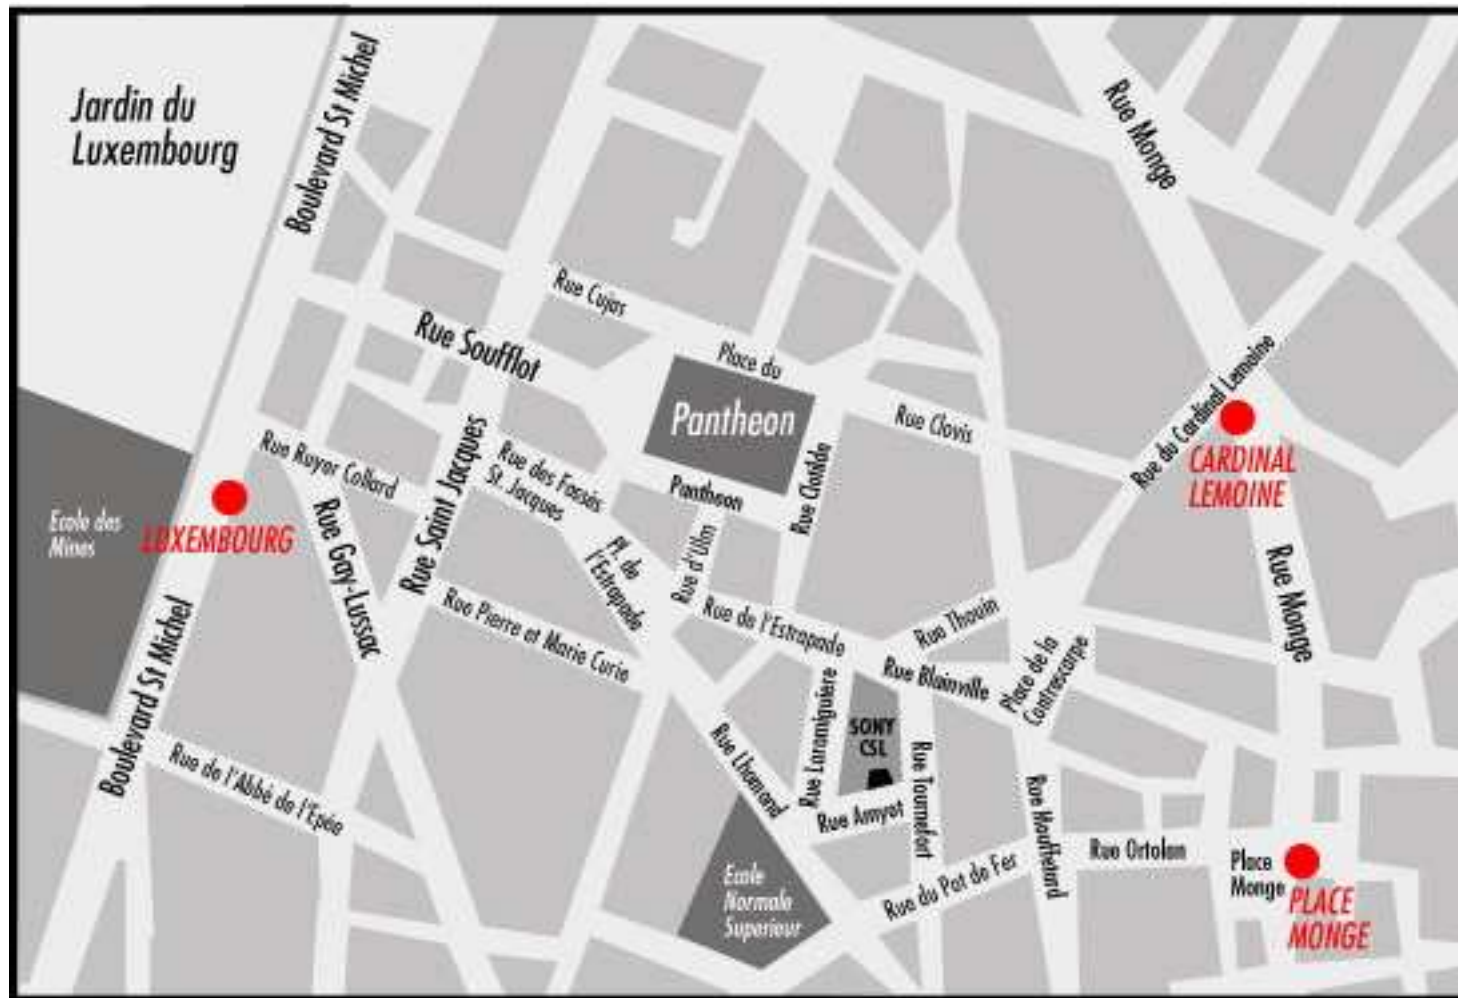 Jardin du
Luxembourg
Boulevard St Michel
Rue Monge
Rue Cujas
Rue Soufflot
Place du
Pantheon
Pantheon
Rue Clovis
Rue Clotilde
Rue du Cardinal Lemoine
CARDINAL
LEMOINE
Rue Royer Collard
Rue Saint Jacques
Rue des Fossés
St Jacques
Ecole des
Mines
LUXEMBOURG
Rue Gay-Lussac
Pl. de
l'Estrapade
Rue d'Ulm
Rue Pierre et Marie Curie
Rue de l'Estrapade
Rue Thouin
Rue Monge
Rue Blainville
Place de la
Contrescarpe
Boulevard St Michel
Rue de l'Abbé de l'Epée
Rue Lhomond
Rue Laromiguière
SONY
CSL
Rue Tournefort
Rue Amyot
Rue Mouffetard
Rue Ortolan
Rue du Pot de Fer
Ecole
Normale
Superieur
Place
Monge
PLACE
MONGE